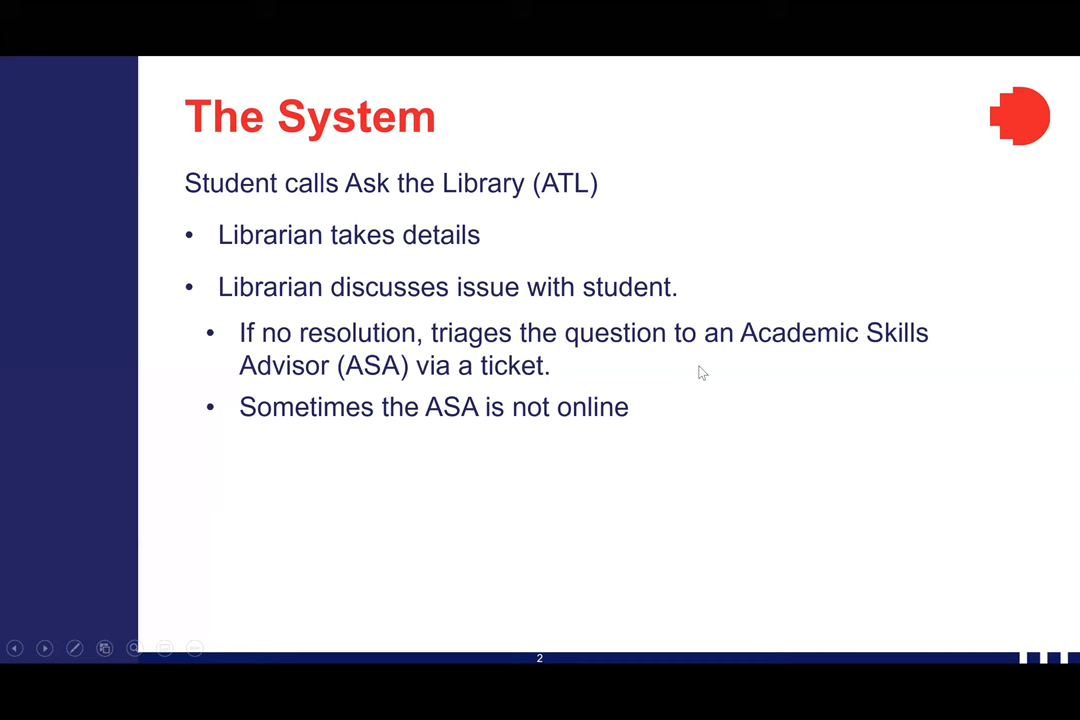 The System
Student calls Ask the Library (ATL)
• Librarian takes details
• Librarian discusses issue with student.
• If no resolution, triages the question to an Academic Skills
Advisor (ASA) via a ticket.
• Sometimes the ASA is not online
2